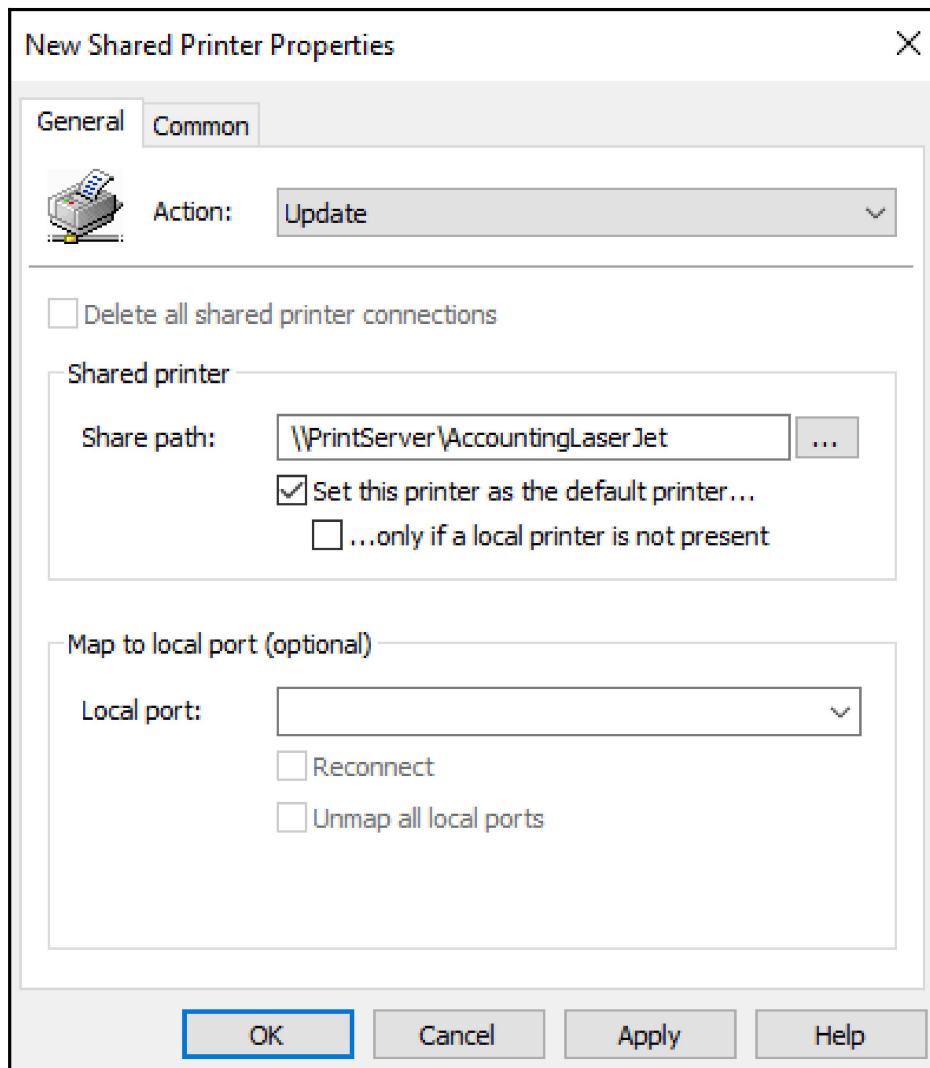 New Shared Printer Properties
General
Common
Action:
Update
Delete all shared printer connections
Shared printer
Share path:
\\PrintServer\AccountingLaserJet
...
Set this printer as the default printer...
...only if a local printer is not present
Map to local port (optional)
Local port:
Reconnect
Unmap all local ports
OK
Cancel
Apply
Help